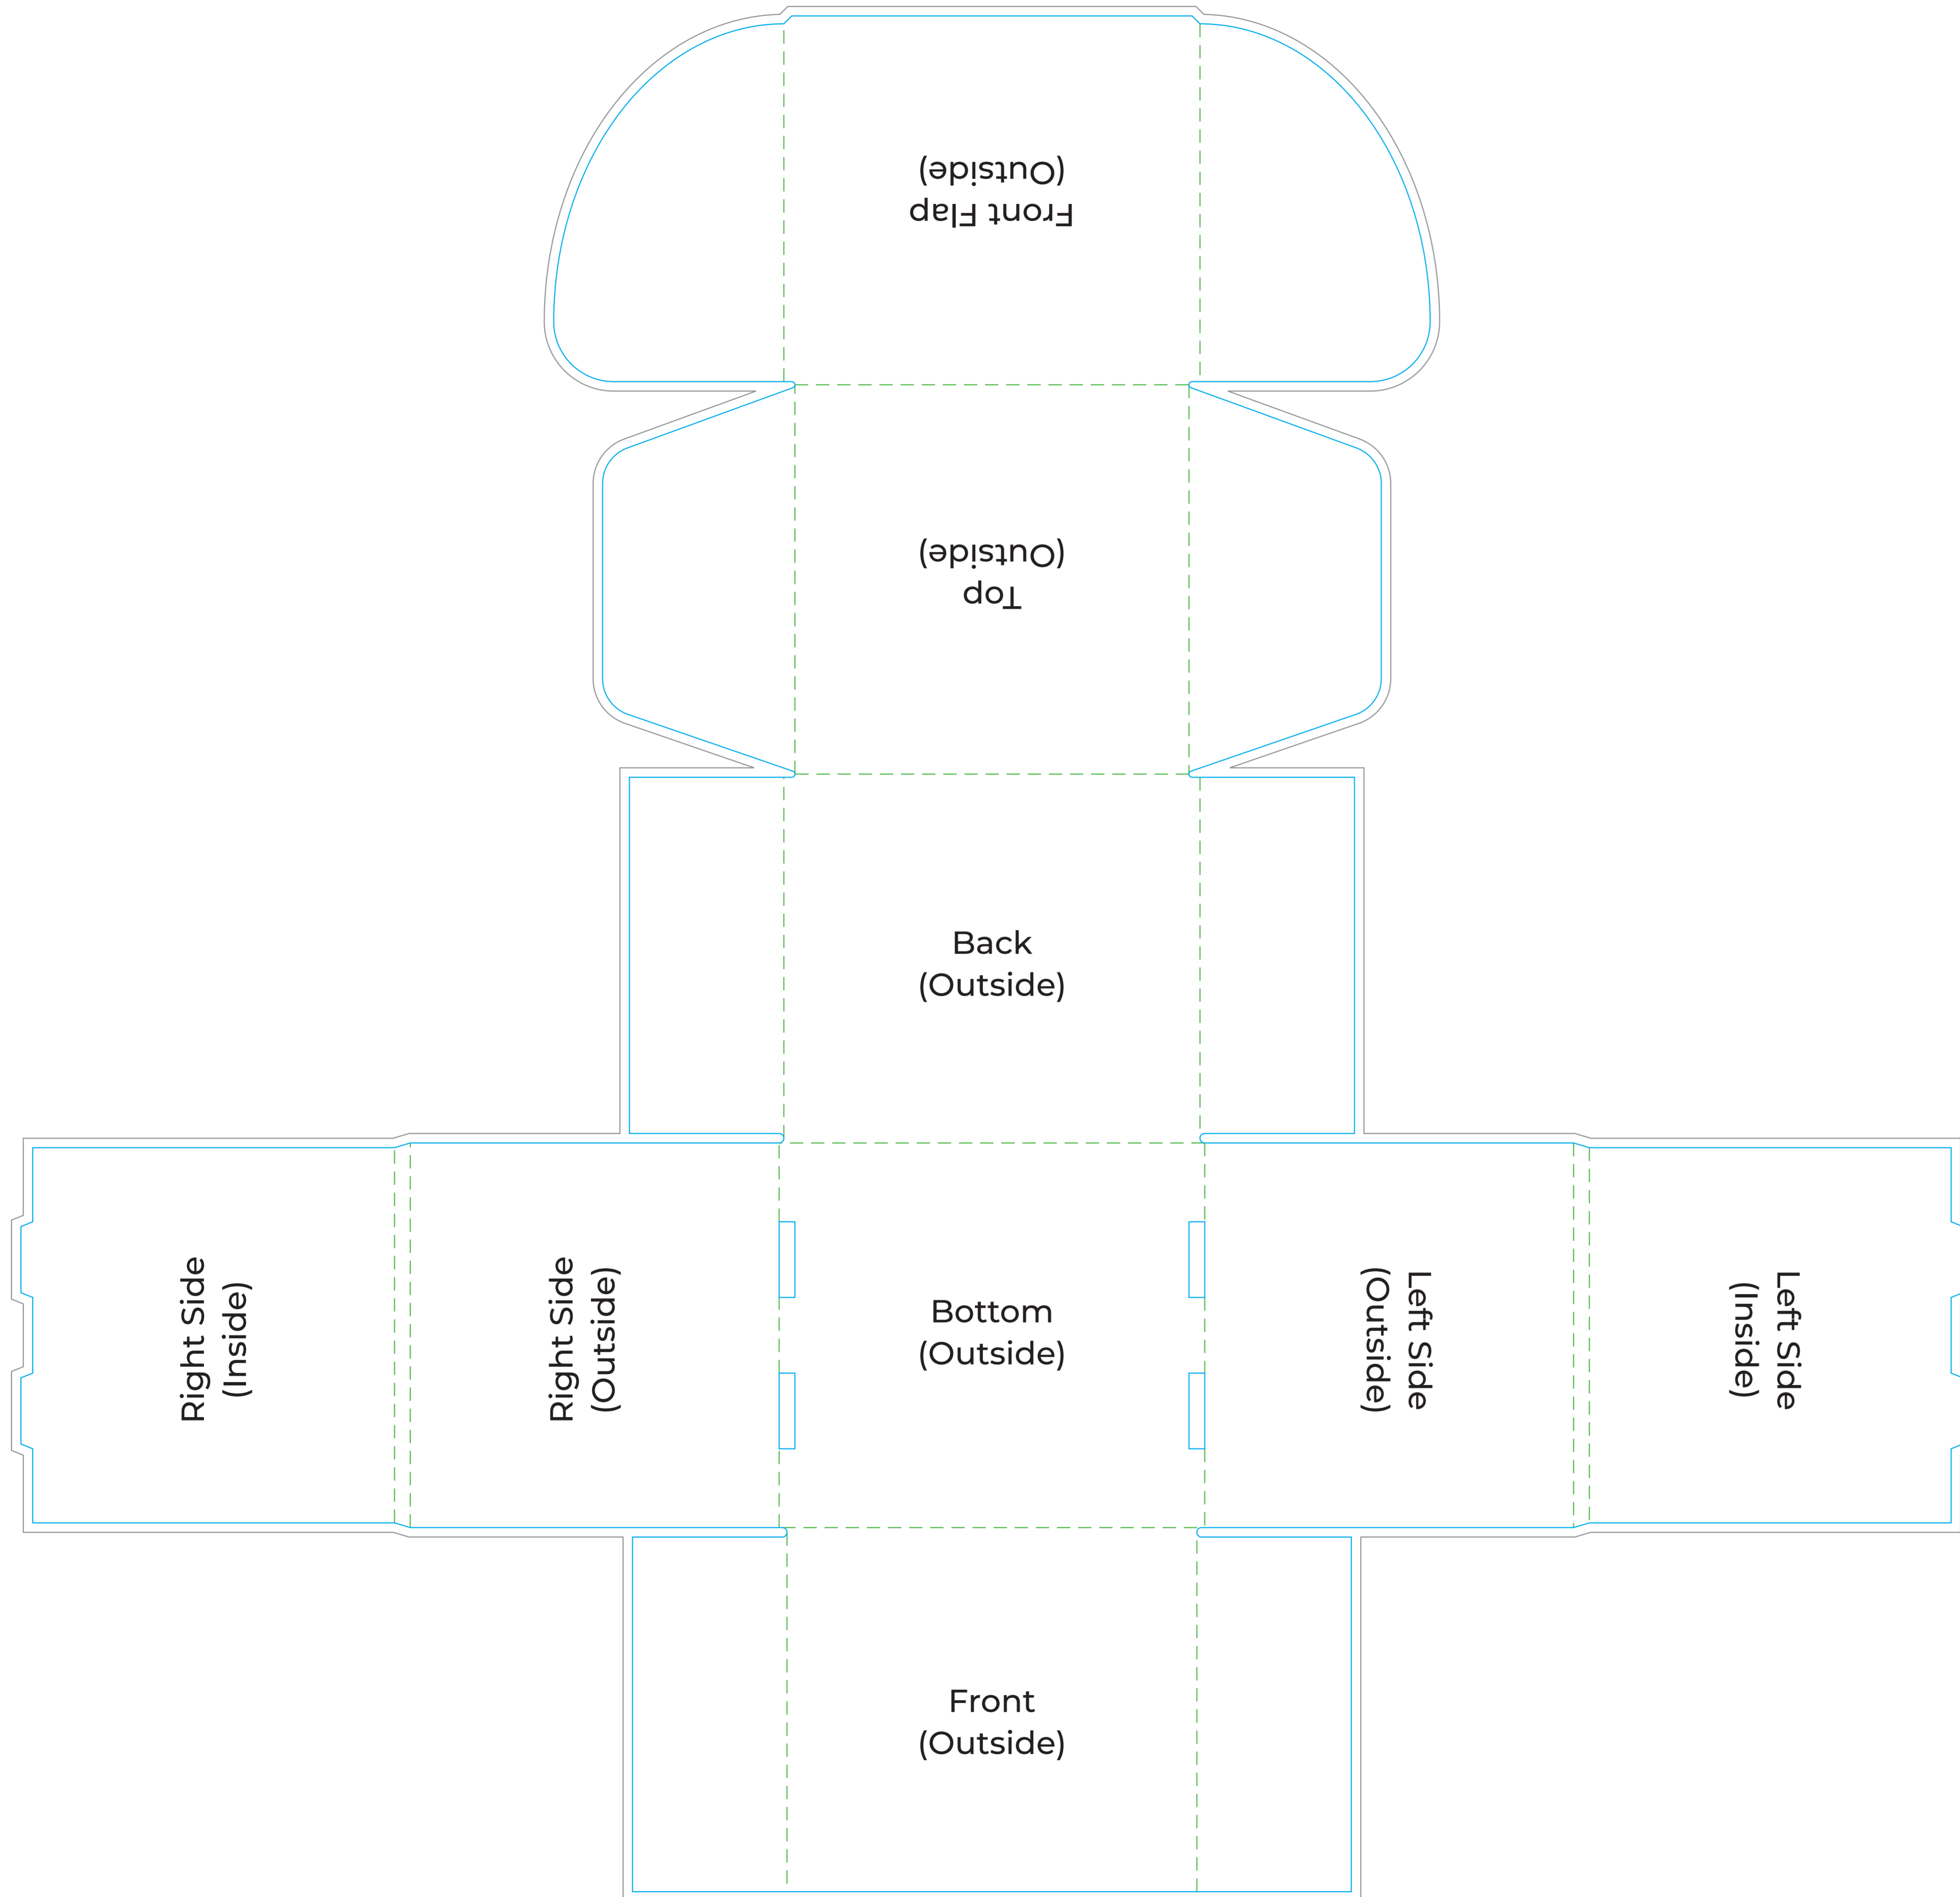 Front Flap
(Outside)
Top
(Outside)
Back
(Outside)
Right Side
(Inside)
Right Side
(Outside)
Bottom
(Outside)
Left Side
(Outside)
Left Side
(Inside)
Front
(Outside)